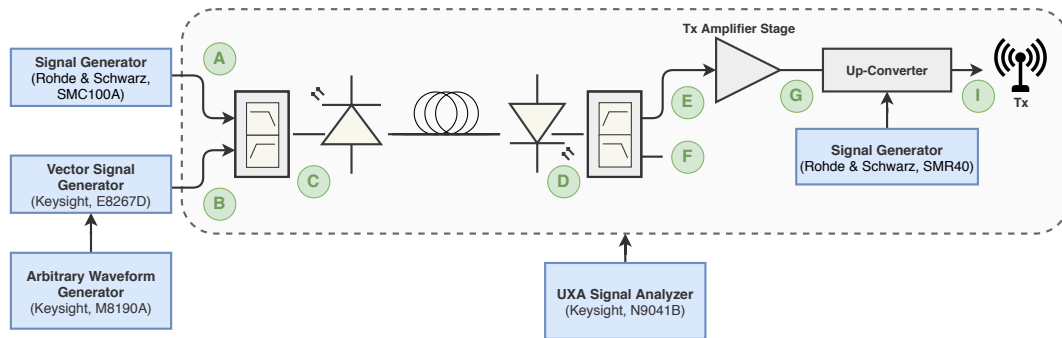 Signal Generator
(Rohde & Schwarz,
SMC100A)
A
Vector Signal
Generator
(Keysight, E8267D)
B
Arbitrary Waveform
Generator
(Keysight, M8190A)
C
D
E
F
Tx Amplifier Stage
G
Up-Converter
I
Tx
Signal Generator
(Rohde & Schwarz, SMR40)
UXA Signal Analyzer
(Keysight, N9041B)